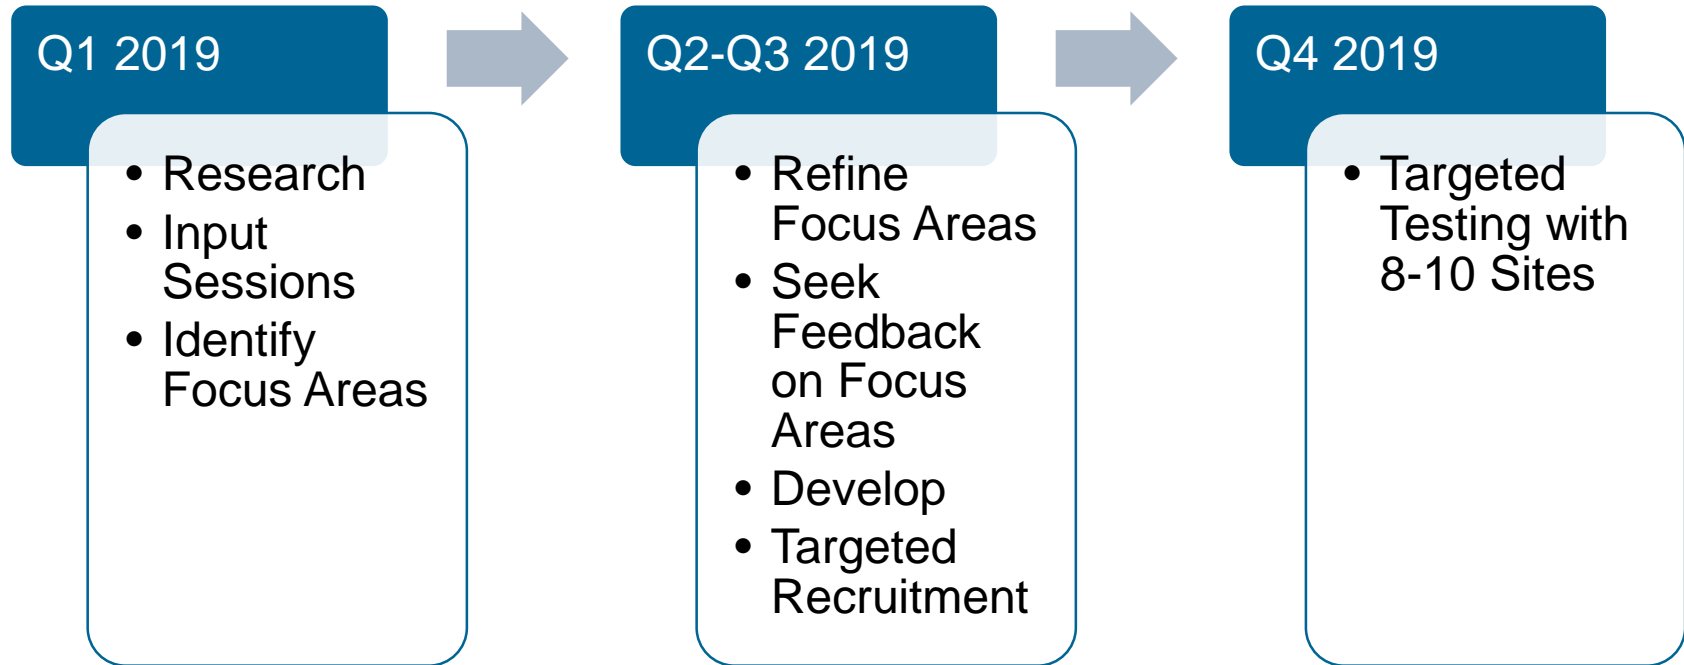 Q1 2019
• Research
• Input
Sessions
• Identify
Focus Areas
Q2-Q3 2019
• Refine
Focus Areas
• Seek
Feedback
on Focus
Areas
• Develop
• Targeted
Recruitment
Q4 2019
• Targeted
Testing with
8-10 Sites